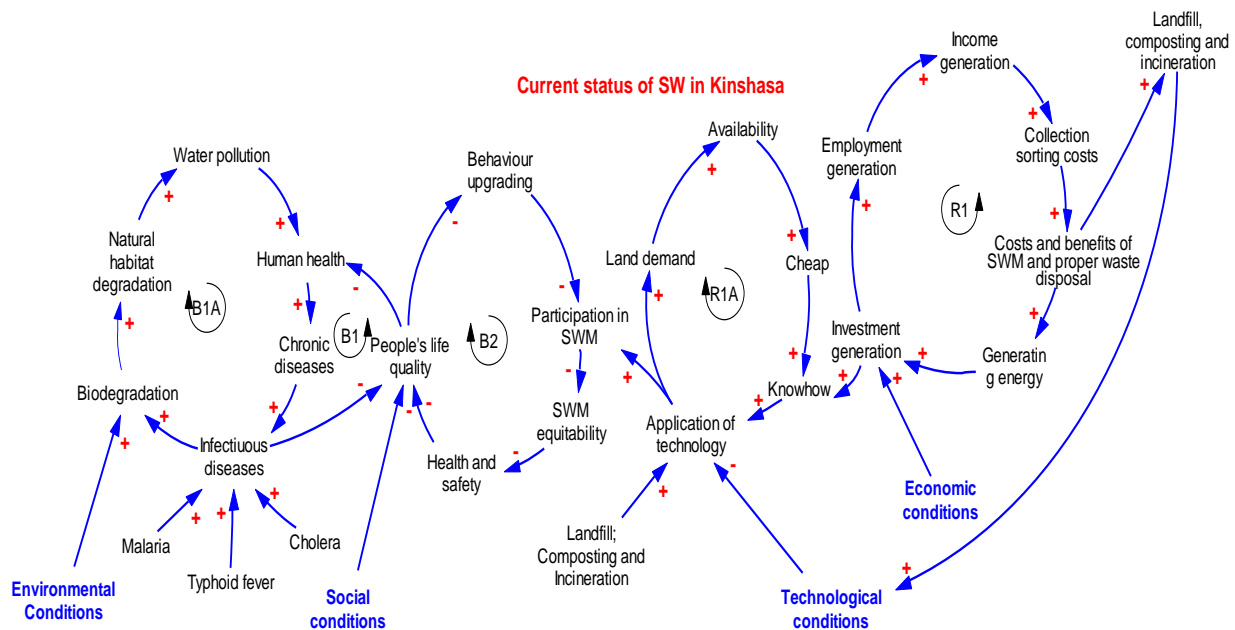 Current status of SW in Kinshasa
Landfill,
composting and
incineration
Income
generation
Availability
Employment
generation
Collection
sorting costs
Water pollution
Behaviour
upgrading
R1
Natural
habitat
degradation
Human health
Land demand
Cheap
Costs and benefits of
SWM and proper waste
disposal
B1A
R1A
Participation in
SWM
Investment
generation
Chronic
diseases
B1
People's life
quality
B2
Generatin
g energy
Biodegradation
Knowhow
SWM
equitability
Application of
technology
Infectiuous
diseases
Health and
safety
Economic
conditions
Malaria
Cholera
Typhoid fever
Landfill;
Composting and
Incineration
Environmental
Conditions
Social
conditions
Technological
conditions
+
+
+
+
+
+
+
+
+
+
+
+
-
-
-
-
-
-
-
-
-
+
+
+
+
+
+
+
+
-
+
+
+
+
+
+
+
+
+
+